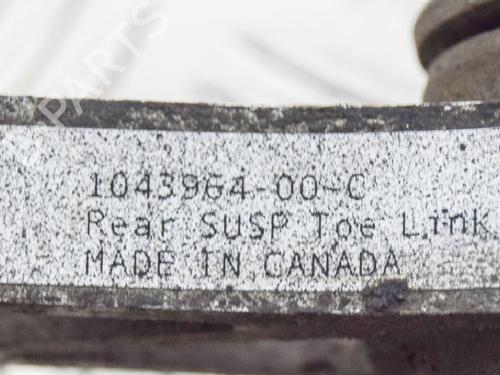 1043964-00-C
Rear SUSP Toe Link
MADE IN CANADA